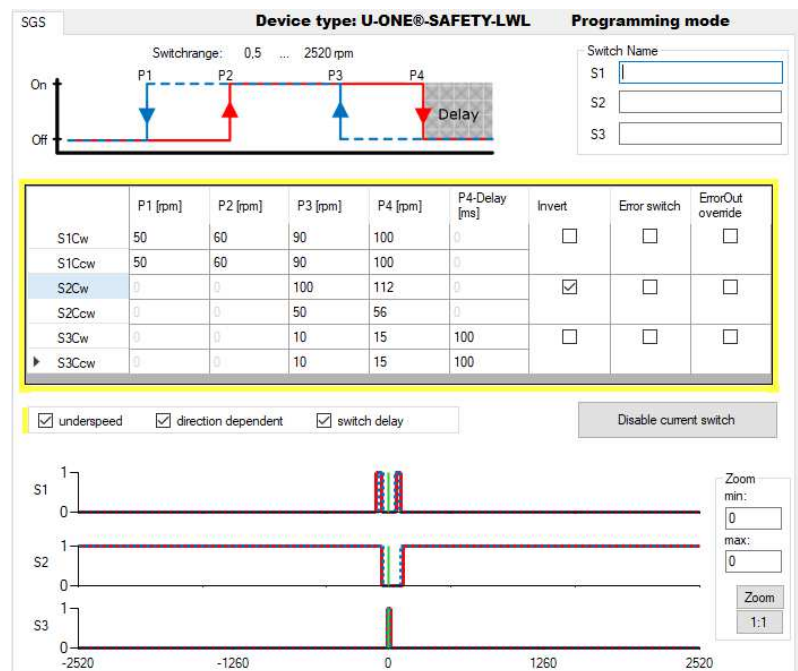 SGS
Device type: U-ONE®-SAFETY-LWL Programming mode
Switchrange: 0,5 ... 2520 rpm
P1 P2 P3 P4
On
Off
Delay
Switch Name
S1
S2
S3
P1 [rpm] P2 [rpm] P3 [rpm] P4 [rpm] P4-Delay [ms] Invert Error switch ErrorOut override
S1Cw 50 60 90 100 0
S1Ccw 50 60 90 100 0
S2Cw 0 0 100 112 0
S2Ccw 0 0 50 56 0
S3Cw 0 0 10 15 100
S3Ccw 0 0 10 15 100
underspeed direction dependent switch delay
Disable current switch
S1 1 0
S2 1 0
S3 1 0
-2520 -1260 0 1260 2520
Zoom
min:
0
max:
0
Zoom
1:1